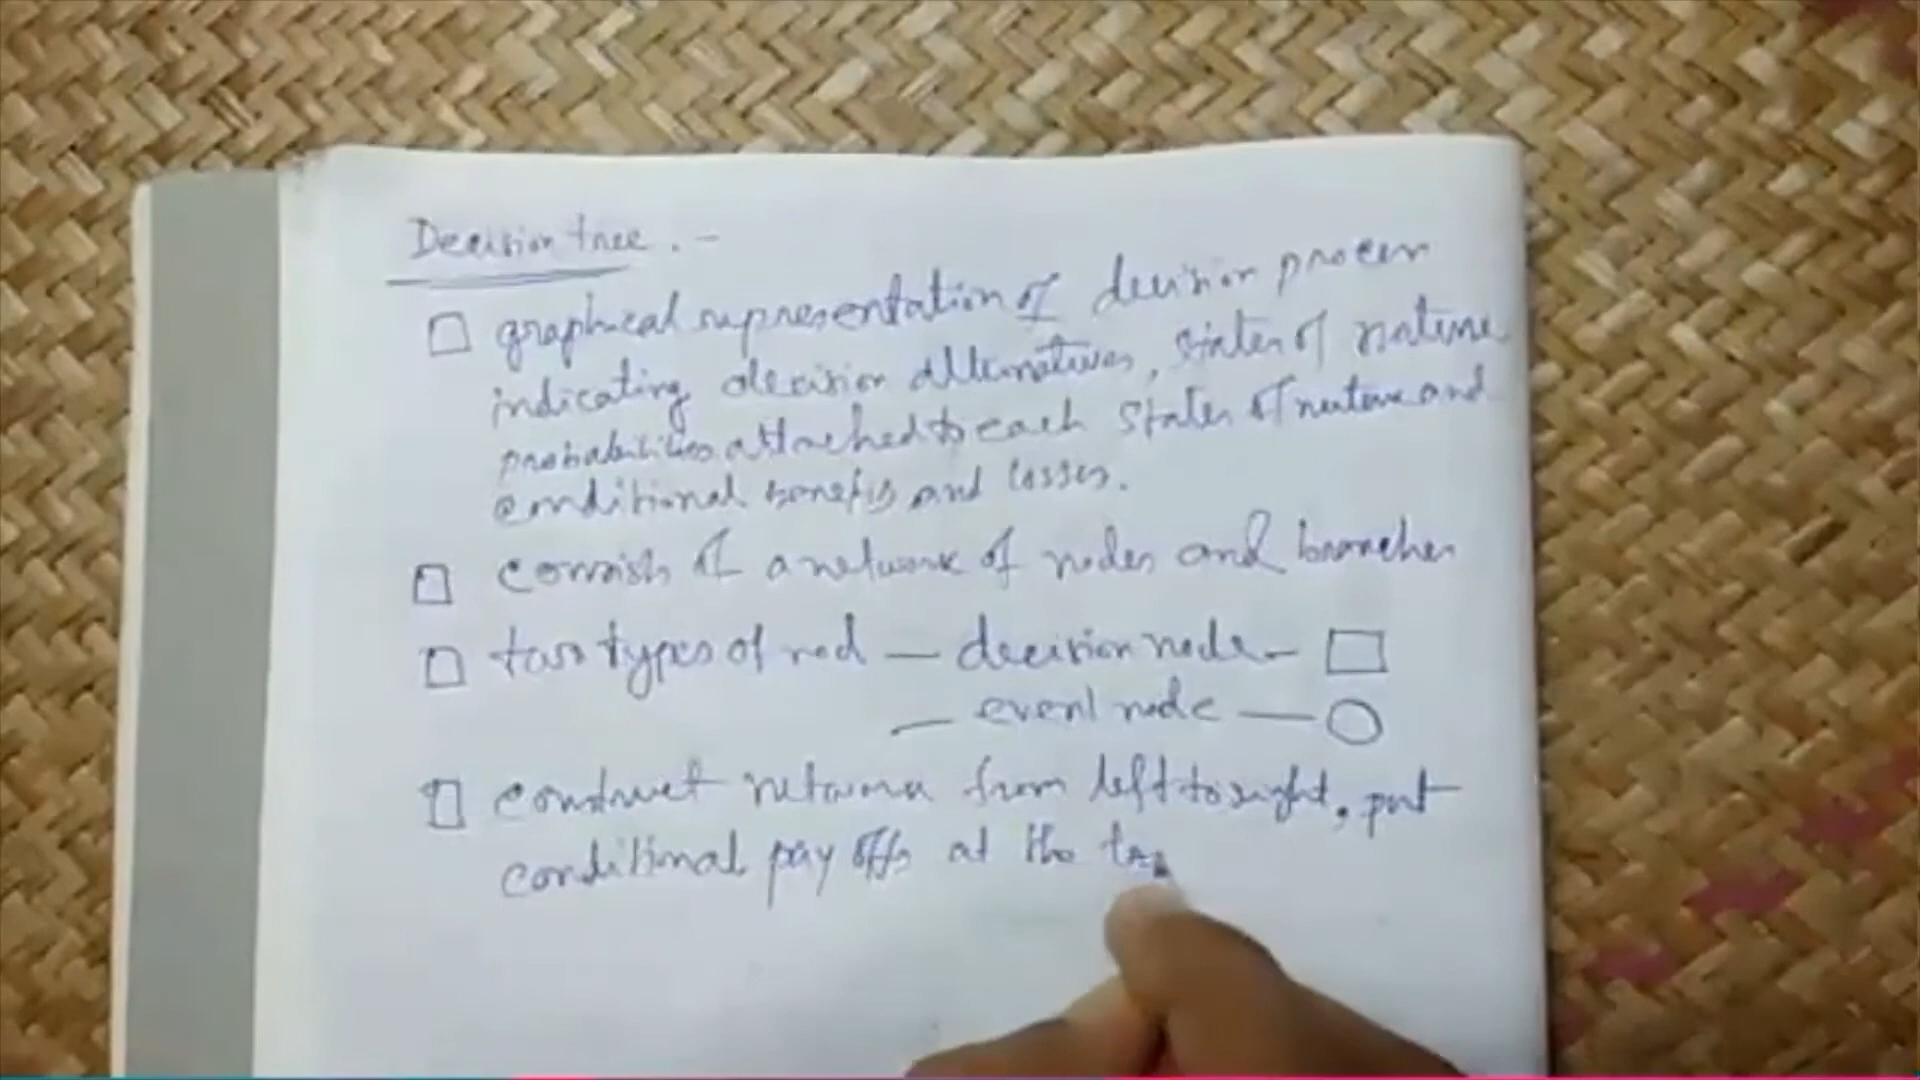 Decision tree . -
□ graphical representation of decision process
indicating decision alternatives, states of nature
probabilities attached to each states of nature and
conditional benefits and losses.
□ consists of a network of nodes and branches
□ two types of nod — decision node - □
— event node — ○
□ construct network from left to right, put
conditional pay offs at the